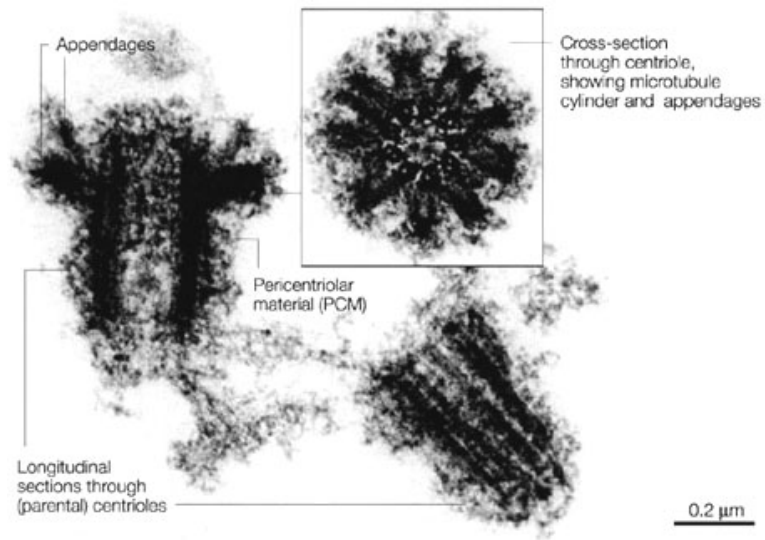 Appendages
Cross-section
through centriole,
showing microtubule
cylinder and appendages
Pericentriolar
material (PCM)
Longitudinal
sections through
(parental) centrioles
0.2 µm